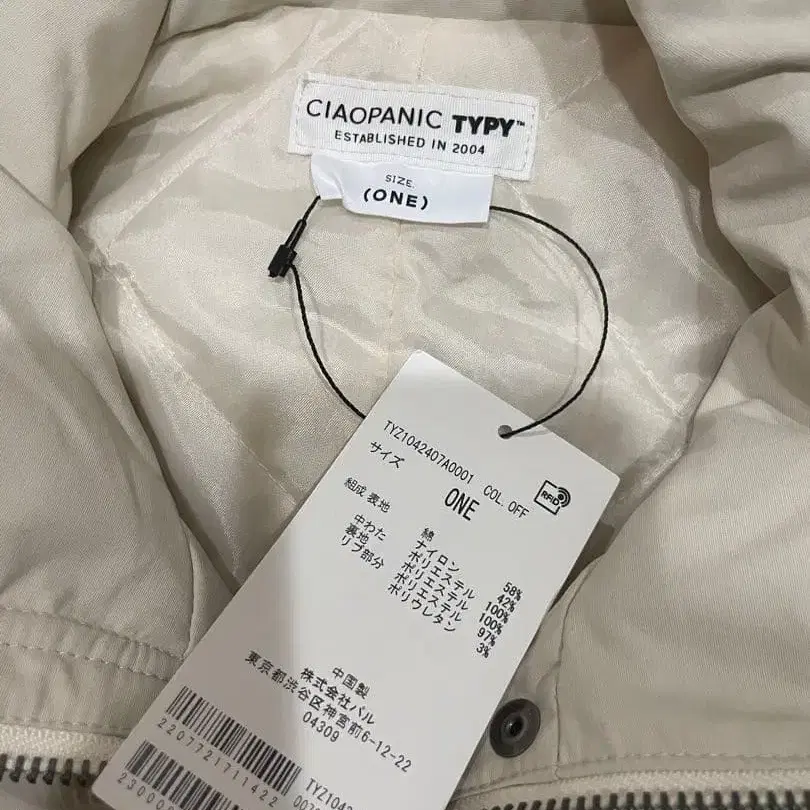 CIAOPANIC TYPY™
ESTABLISHED IN 2004
SIZE.
(ONE)
TYZ1042407A0001 COL. OFF
サイズ ONE
RFID
組成 表地 綿 58%
ナイロン 42%
中わた ポリエステル 100%
裏地 ポリエステル 100%
リブ部分 ポリエステル 97%
ポリウレタン 3%
中国製
株式会社パル
東京都渋谷区神宮前6-12-22
04309
2207721711422
TYZ1042